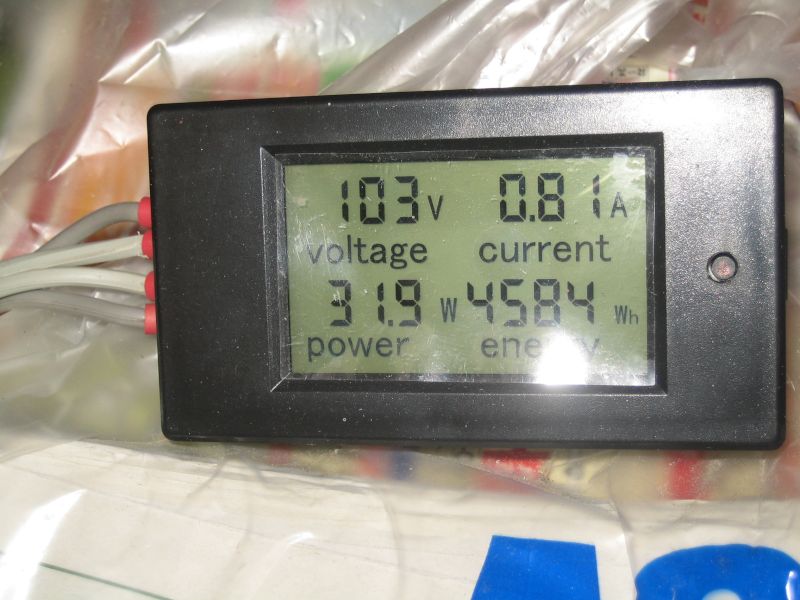 103 V 0.81 A
voltage current
31.9 W 4584 Wh
power energy